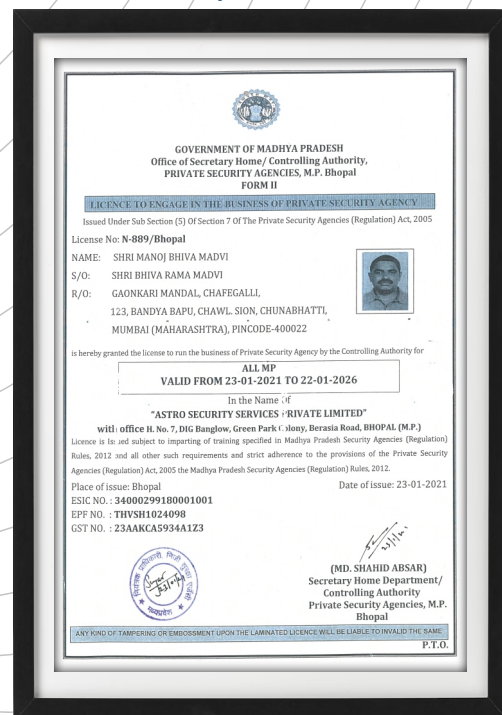 GOVERNMENT OF MADHYA PRADESH
Office of Secretary Home/ Controlling Authority,
PRIVATE SECURITY AGENCIES, M.P. Bhopal
FORM II
LICENCE TO ENGAGE IN THE BUSINESS OF PRIVATE SECURITY AGENCY
Issued Under Sub Section (5) Of Section 7 Of The Private Security Agencies (Regulation) Act, 2005
License No: N-889/Bhopal
NAME: SHRI MANOJ BHIVA MADVI
S/O: SHRI BHIVA RAMA MADVI
R/O: GAONKARI MANDAL, CHAFEGALLI,
123, BANDYA BAPU, CHAWL. SION, CHUNABHATTI,
MUMBAI (MAHARASHTRA), PINCODE-400022
is hereby granted the license to run the business of Private Security Agency by the Controlling Authority for
ALL MP
VALID FROM 23-01-2021 TO 22-01-2026
In the Name Of
"ASTRO SECURITY SERVICES PRIVATE LIMITED"
with office H. No. 7, DIG Banglow, Green Park Colony, Berasia Road, BHOPAL (M.P.)
Licence is Issued subject to imparting of training specified in Madhya Pradesh Security Agencies (Regulation)
Rules, 2012 and all other such requirements and strict adherence to the provisions of the Private Security
Agencies (Regulation) Act, 2005 the Madhya Pradesh Security Agencies (Regulation) Rules, 2012.
Place of issue: Bhopal Date of issue: 23-01-2021
ESIC NO. : 34000299180001001
EPF NO. : THVSH1024098
GST NO. : 23AAKCA5934A1Z3
नियंत्रक प्राधिकारी निजी सुरक्षा एजेंसी
मध्यप्रदेश
(MD. SHAHID ABSAR)
Secretary Home Department/
Controlling Authority
Private Security Agencies, M.P.
Bhopal
ANY KIND OF TAMPERING OR EMBOSSMENT UPON THE LAMINATED LICENCE WILL BE LIABLE TO INVALID THE SAME
P.T.O.